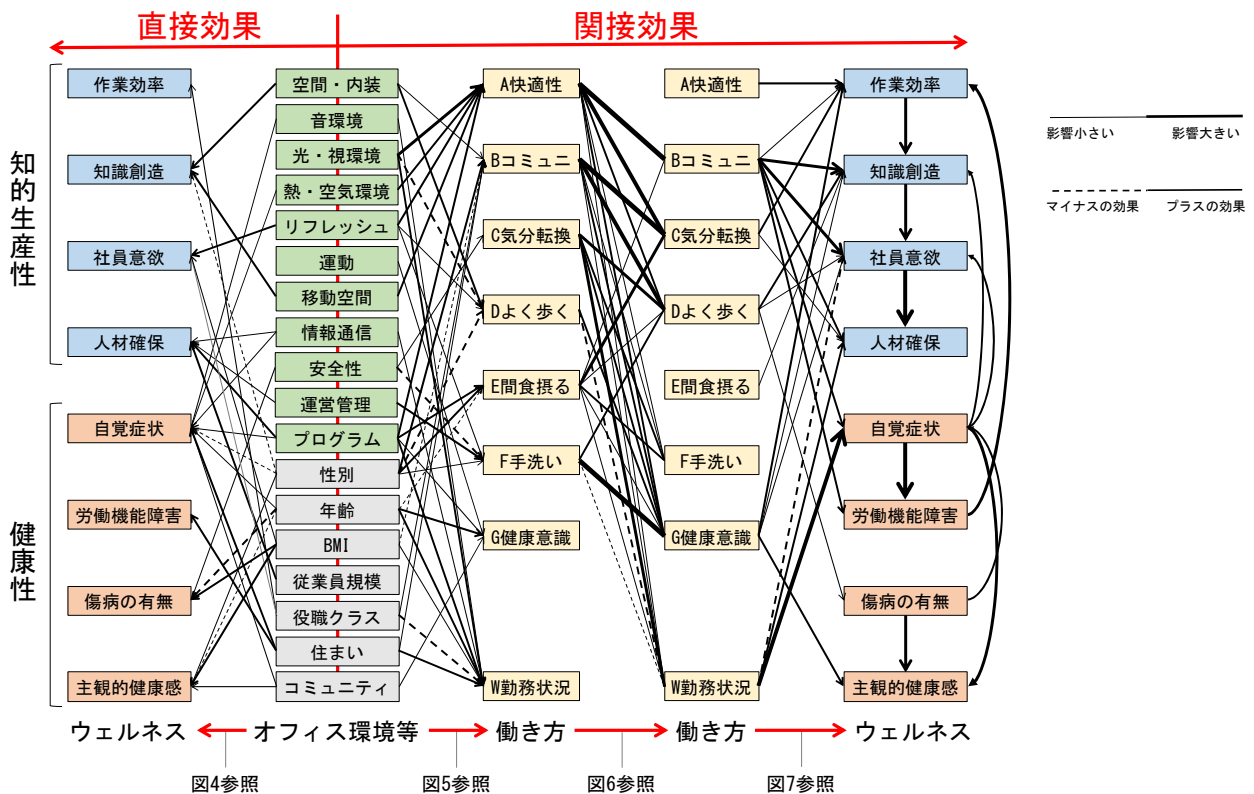 直接効果
関接効果
知的生産性
健康性
作業効率
知識創造
社員意欲
人材確保
自覚症状
労働機能障害
傷病の有無
主観的健康感
空間・内装
音環境
光・視環境
熱・空気環境
リフレッシュ
運動
移動空間
情報通信
安全性
運営管理
プログラム
性別
年齢
BMI
従業員規模
役職クラス
住まい
コミュニティ
A快適性
Bコミュニ
C気分転換
Dよく歩く
E間食摂る
F手洗い
G健康意識
W勤務状況
A快適性
Bコミュニ
C気分転換
Dよく歩く
E間食摂る
F手洗い
G健康意識
W勤務状況
作業効率
知識創造
社員意欲
人材確保
自覚症状
労働機能障害
傷病の有無
主観的健康感
影響小さい
影響大きい
マイナスの効果
プラスの効果
ウェルネス
オフィス環境等
働き方
働き方
ウェルネス
図4参照
図5参照
図6参照
図7参照